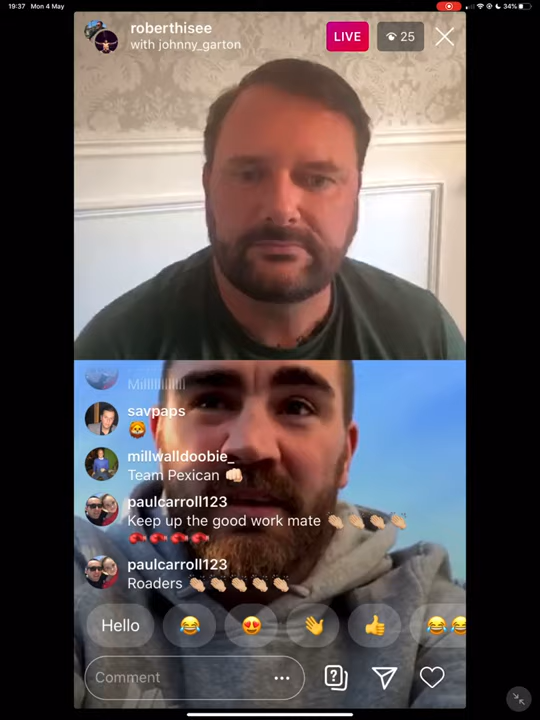 19:37 Mon 4 May
34%
roberthisee
with johnny_garton
LIVE
25
savpaps
millwalldoobie_
Team Pexican 👊🏻
paulcarroll123
Keep up the good work mate 👏🏻👏🏻👏🏻👏🏻
🥊🥊🥊🥊
paulcarroll123
Roaders 👏🏻👏🏻👏🏻👏🏻👏🏻
Hello
Comment